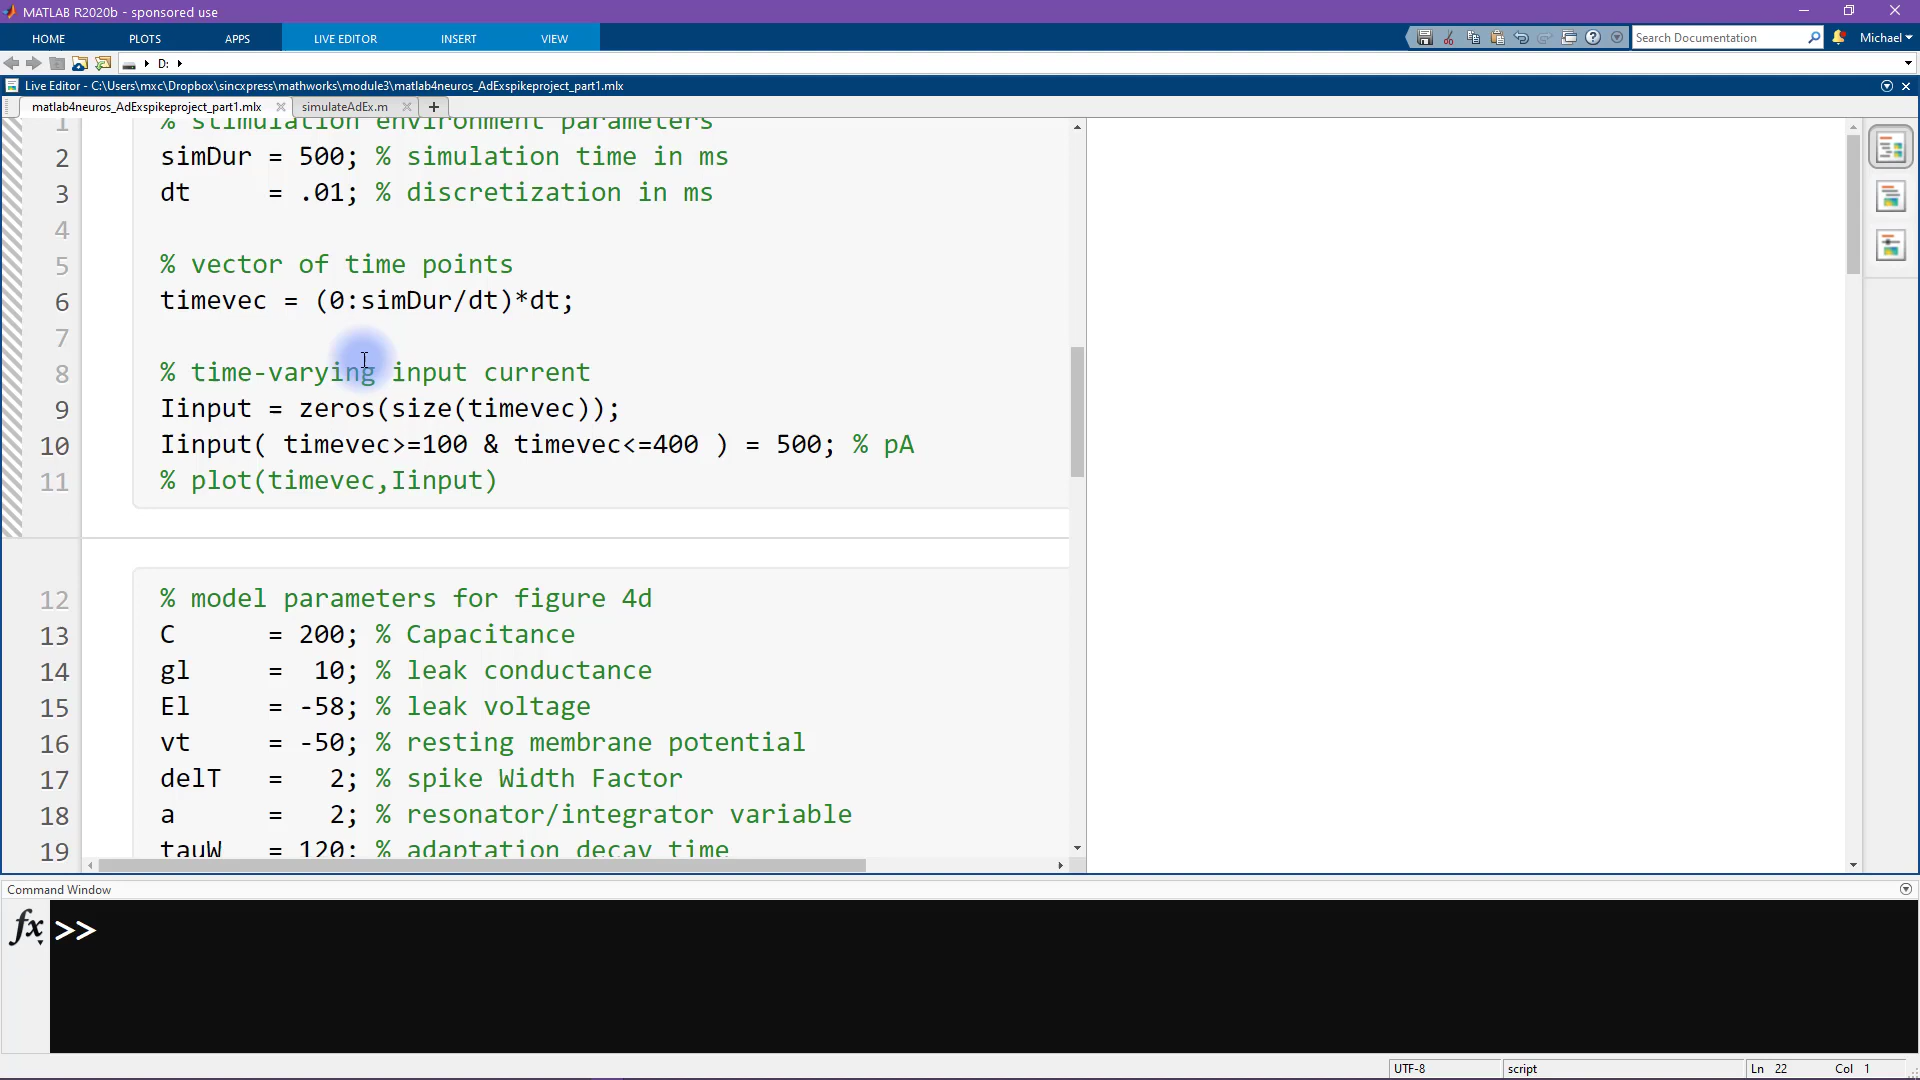 MATLAB R2020b - sponsored use
HOME PLOTS APPS LIVE EDITOR INSERT VIEW
Search Documentation
Michael
D:
Live Editor - C:\Users\mxc\Dropbox\sincxpress\mathworks\module3\matlab4neuros_AdExspikeproject_part1.mlx
matlab4neuros_AdExspikeproject_part1.mlx simulateAdEx.m
1 % stimulation environment parameters
2 simDur = 500; % simulation time in ms
3 dt = .01; % discretization in ms
4
5 % vector of time points
6 timevec = (0:simDur/dt)*dt;
7
8 % time-varying input current
9 Iinput = zeros(size(timevec));
10 Iinput( timevec>=100 & timevec<=400 ) = 500; % pA
11 % plot(timevec,Iinput)
12 % model parameters for figure 4d
13 C = 200; % Capacitance
14 gl = 10; % leak conductance
15 El = -58; % leak voltage
16 vt = -50; % resting membrane potential
17 delT = 2; % spike Width Factor
18 a = 2; % resonator/integrator variable
19 tauW = 120; % adaptation decay time
Command Window
fx >>
UTF-8 script Ln 22 Col 1